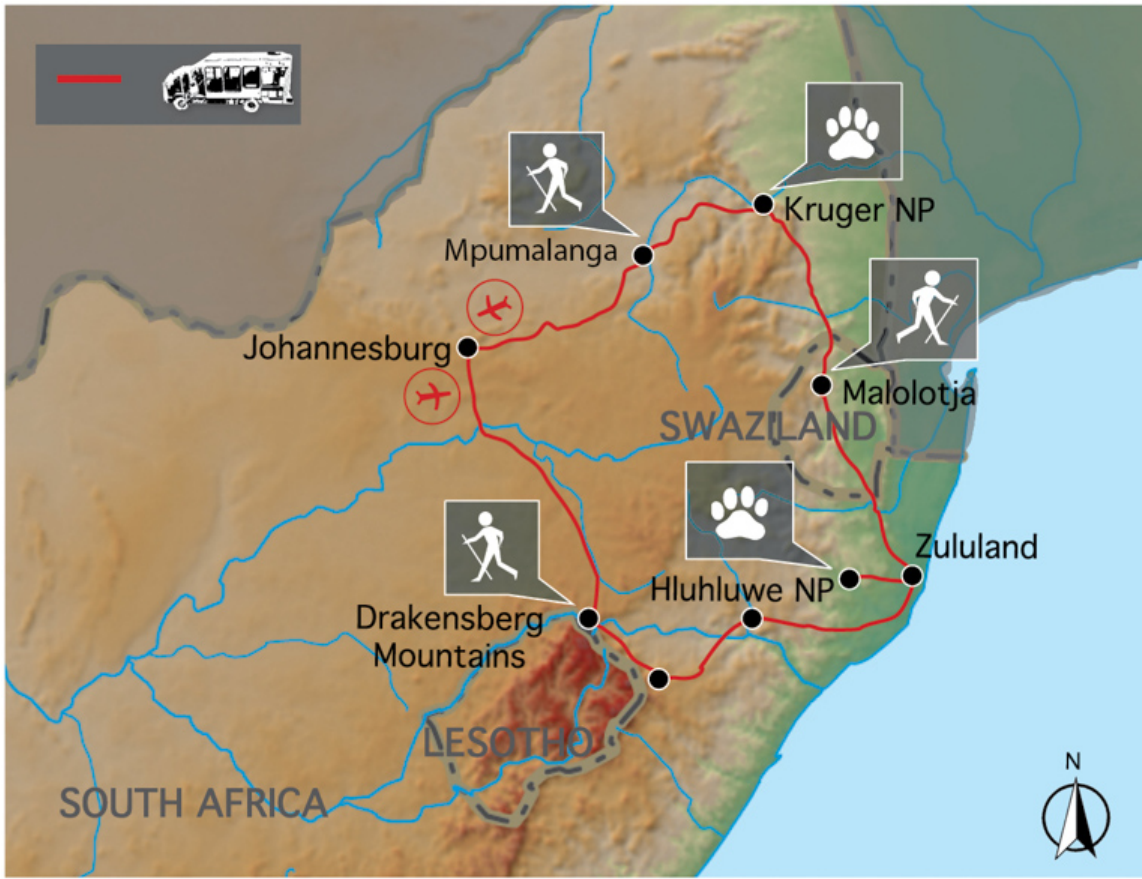 Kruger NP
Mpumalanga
Johannesburg
Malolotja
SWAZILAND
Zululand
Hluhluwe NP
Drakensberg
Mountains
LESOTHO
SOUTH AFRICA
N